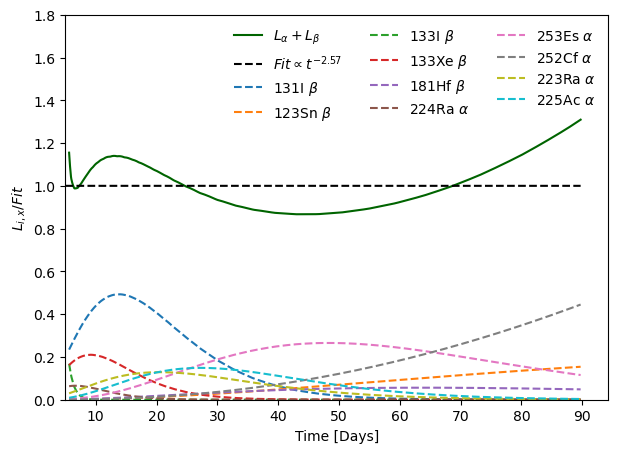 1.8
1.6
1.4
1.2
1.0
0.8
0.6
0.4
0.2
0.0
L_{i,x}/Fit
L_α + L_β
Fit ∝ t^{-2.57}
131I β
123Sn β
133I β
133Xe β
181Hf β
224Ra α
253Es α
252Cf α
223Ra α
225Ac α
10 20 30 40 50 60 70 80 90
Time [Days]